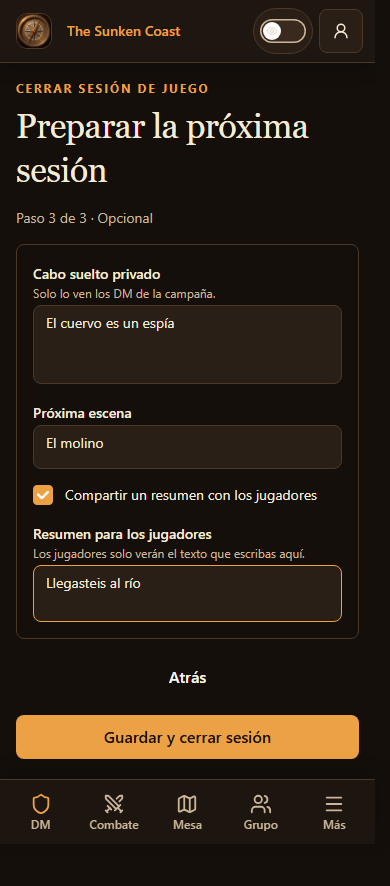 The Sunken Coast
CERRAR SESIÓN DE JUEGO
Preparar la próxima
sesión
Paso 3 de 3 · Opcional
Cabo suelto privado
Solo lo ven los DM de la campaña.
El cuervo es un espía
Próxima escena
El molino
Compartir un resumen con los jugadores
Resumen para los jugadores
Los jugadores solo verán el texto que escribas aquí.
Llegasteis al río
Atrás
Guardar y cerrar sesión
DM
Combate
Mesa
Grupo
Más